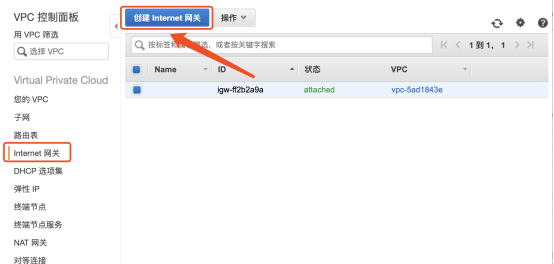 VPC 控制面板
用 VPC 筛选
选择 VPC
Virtual Private Cloud
您的 VPC
子网
路由表
Internet 网关
DHCP 选项集
弹性 IP
终端节点
终端节点服务
NAT 网关
对等连接
创建 Internet 网关
操作
按标签和 筛选，或者按关键字搜索
1 到 1， 1
Name
ID
状态
VPC
igw-ff2b2a9a
attached
vpc-5ad1843e